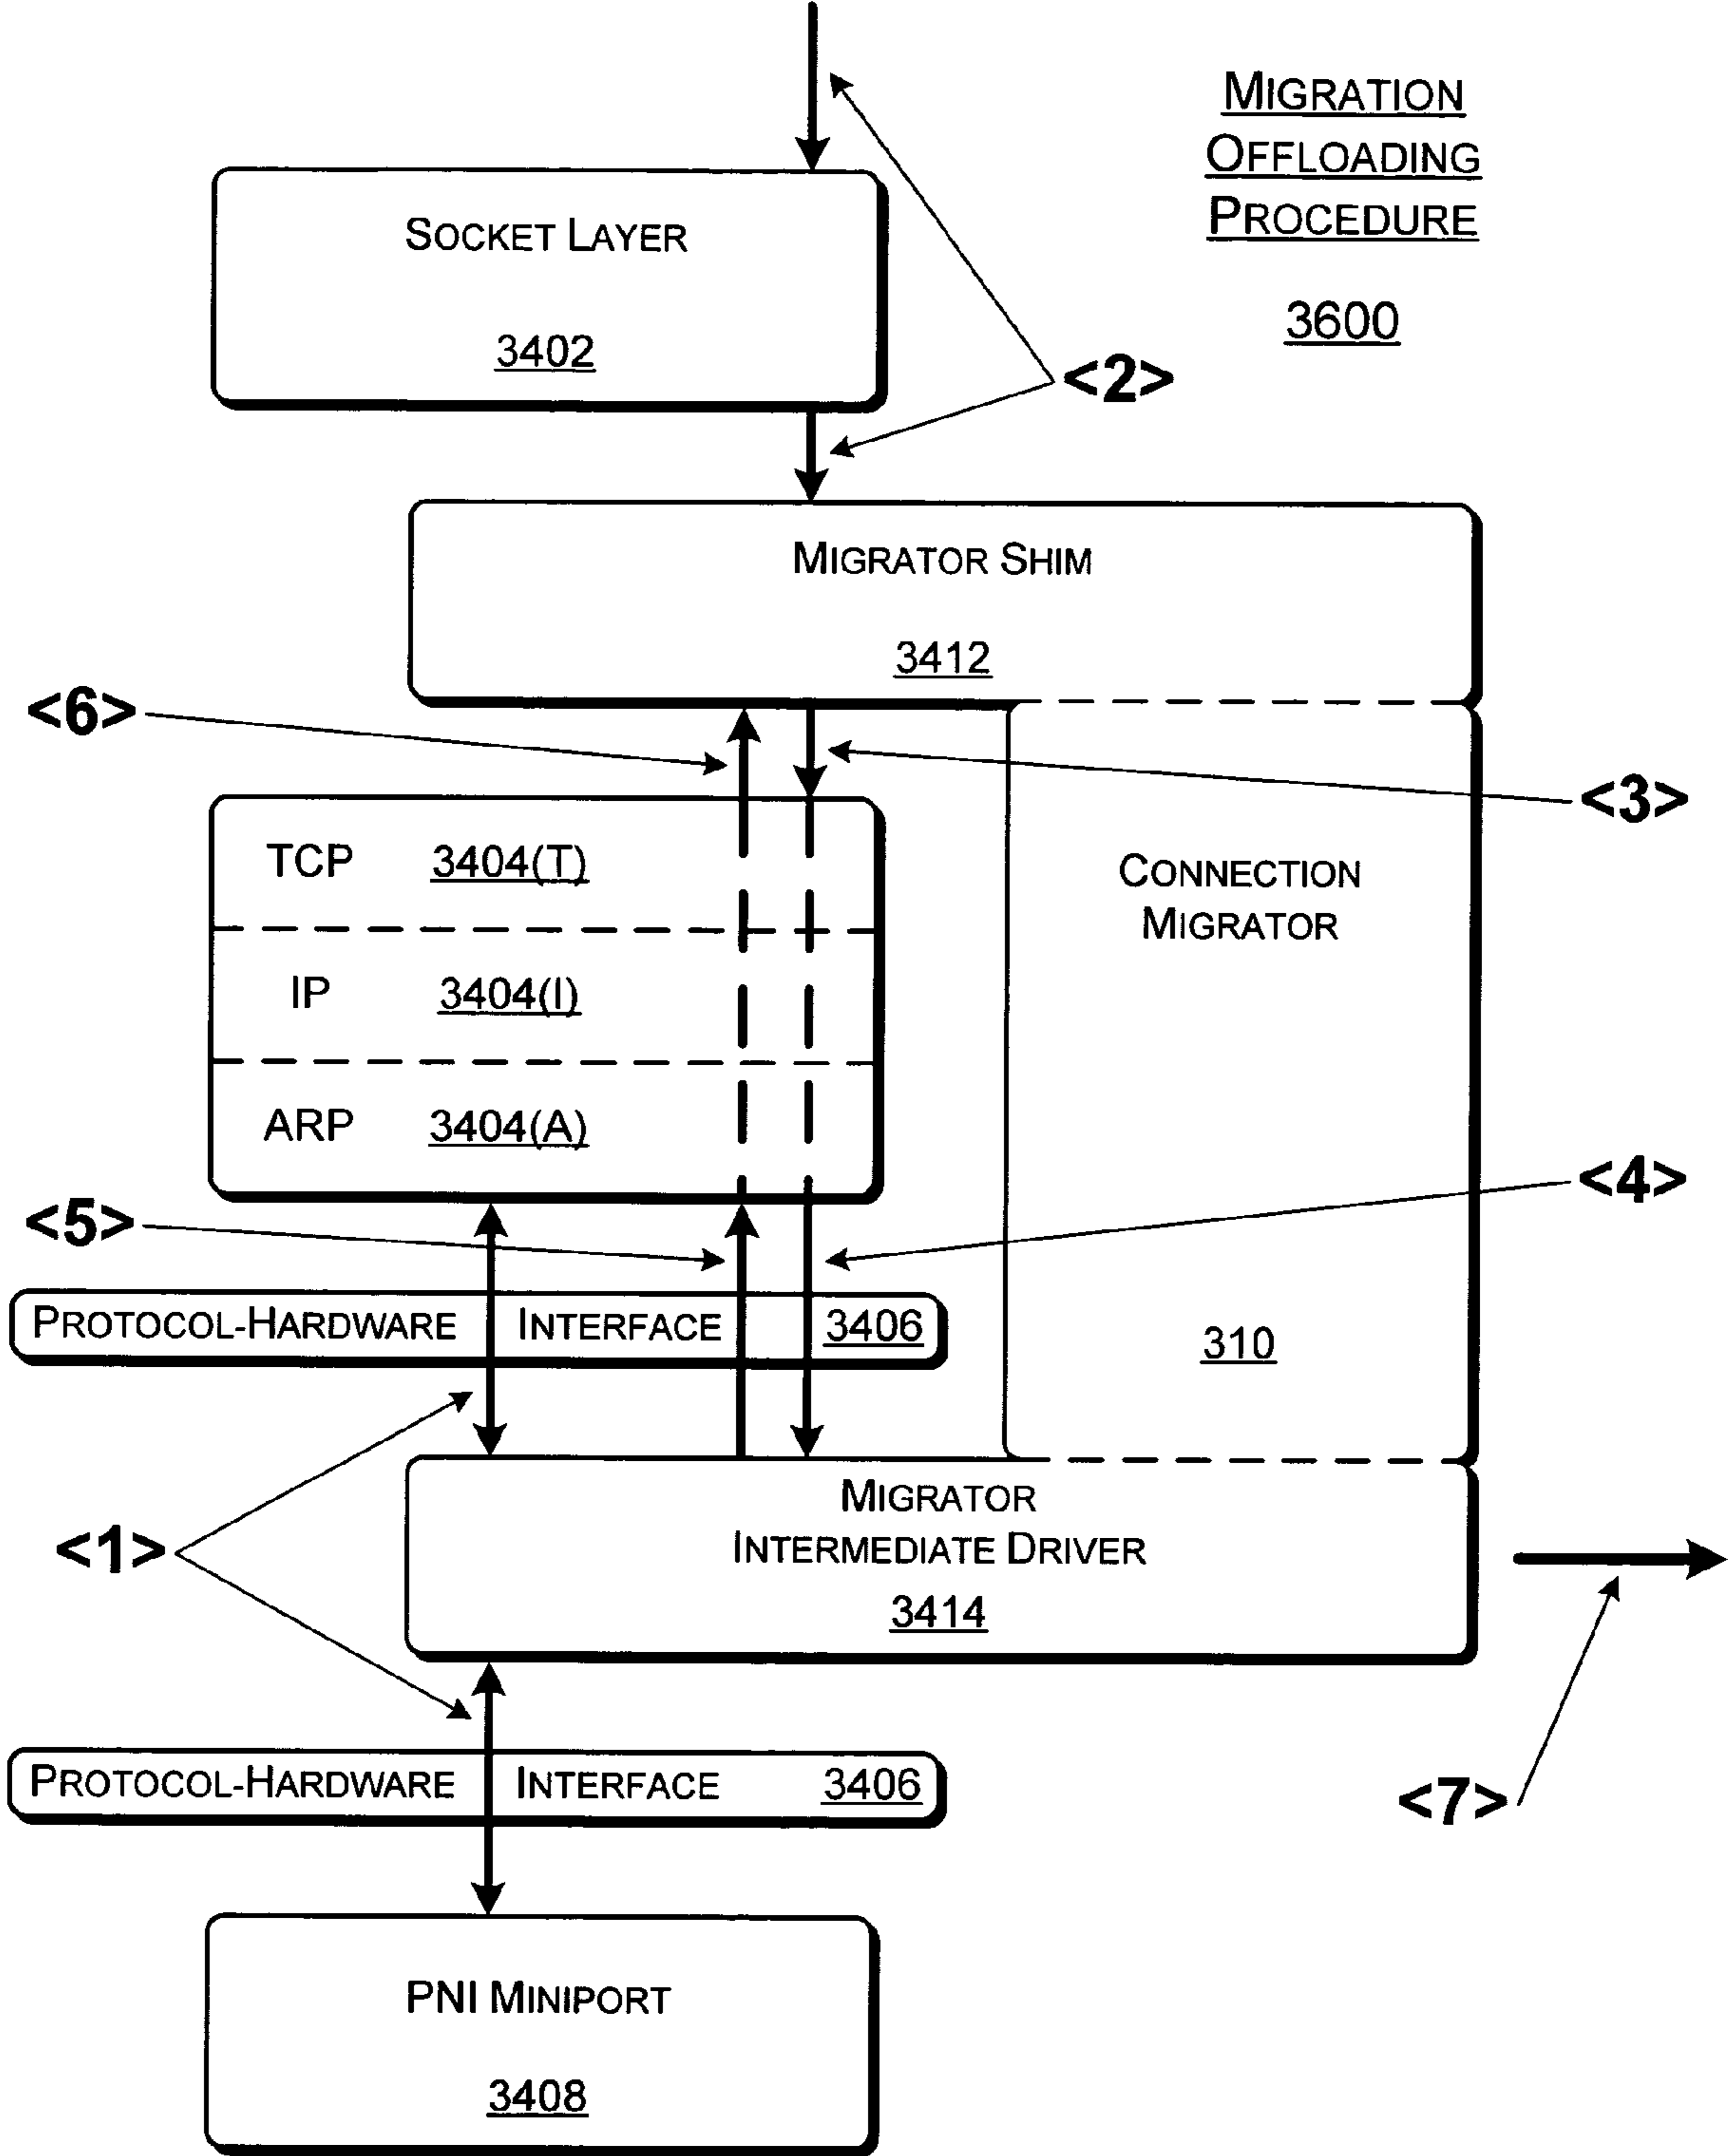 MIGRATION
OFFLOADING
PROCEDURE
3600
SOCKET LAYER
3402
<2>
MIGRATOR SHIM
3412
<6>
<3>
TCP 3404(T)
CONNECTION
MIGRATOR
IP 3404(I)
ARP 3404(A)
<4>
<5>
PROTOCOL-HARDWARE INTERFACE 3406
310
MIGRATOR
INTERMEDIATE DRIVER
3414
<1>
PROTOCOL-HARDWARE INTERFACE 3406
<7>
PNI MINIPORT
3408